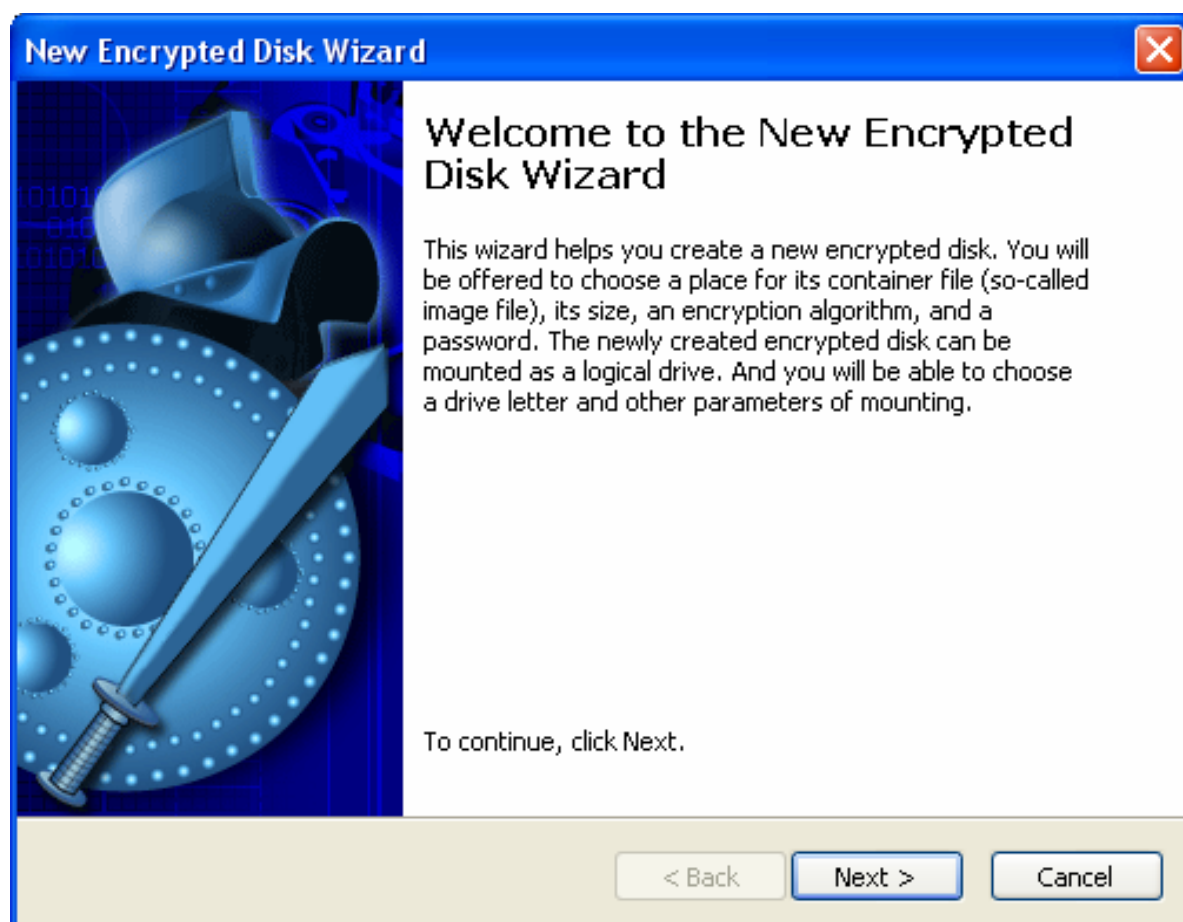 New Encrypted Disk Wizard
Welcome to the New Encrypted
Disk Wizard
This wizard helps you create a new encrypted disk. You will
be offered to choose a place for its container file (so-called
image file), its size, an encryption algorithm, and a
password. The newly created encrypted disk can be
mounted as a logical drive. And you will be able to choose
a drive letter and other parameters of mounting.
To continue, click Next.
< Back
Next >
Cancel